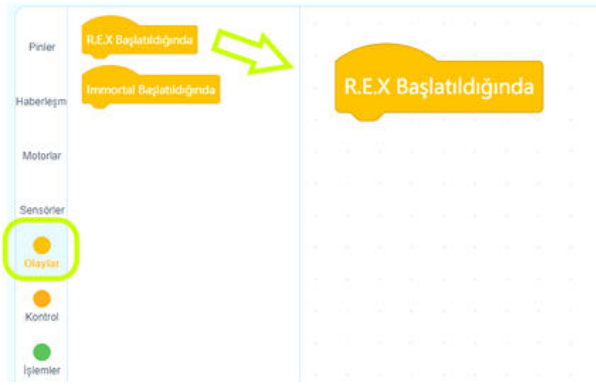 Pinler
Haberleşm
Motorlar
Sensörler
Olaylar
Kontrol
İşlemler
R.E.X Başlatıldığında
Immortal Başlatıldığında
R.E.X Başlatıldığında